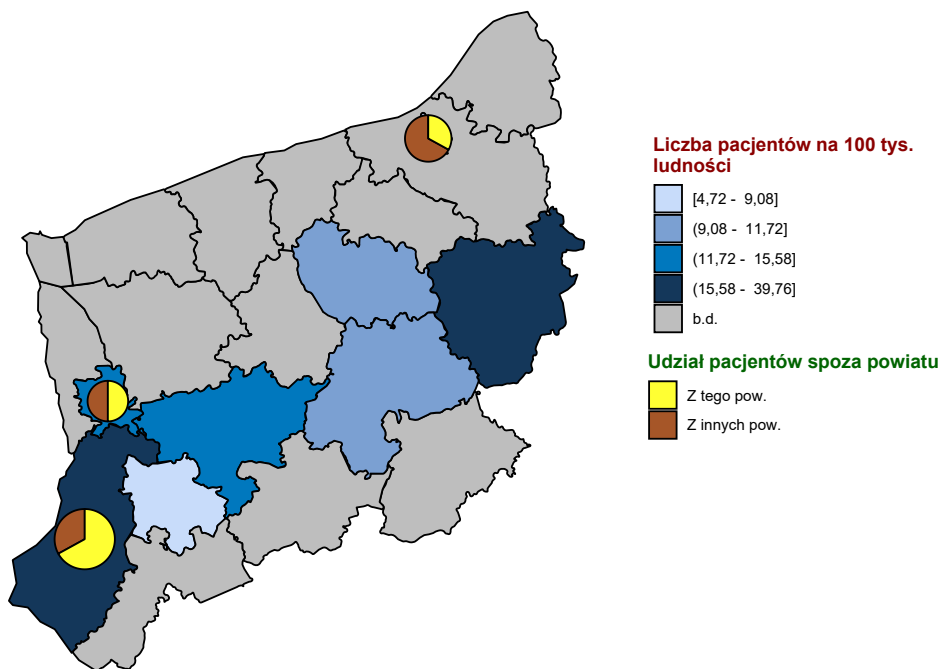 Liczba pacjentów na 100 tys.
ludności
[4,72 - 9,08]
(9,08 - 11,72]
(11,72 - 15,58]
(15,58 - 39,76]
b.d.
Udział pacjentów spoza powiatu
Z tego pow.
Z innych pow.